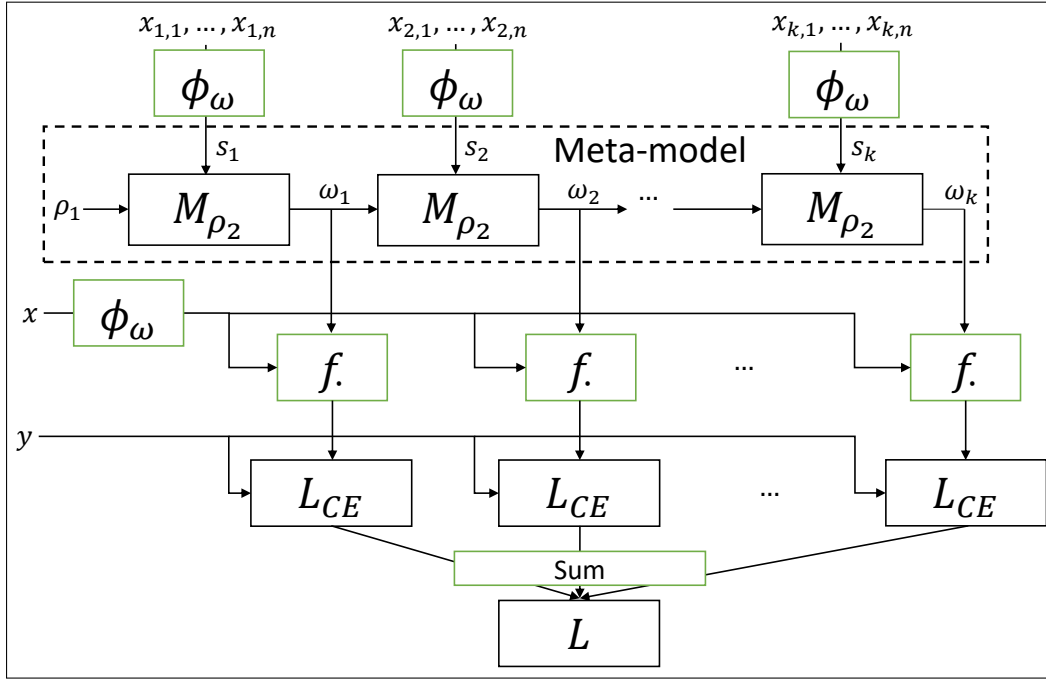 x_{1,1}, ..., x_{1,n} x_{2,1}, ..., x_{2,n} x_{k,1}, ..., x_{k,n}
ϕ_ω ϕ_ω ϕ_ω
s_1 s_2 Meta-model s_k
ρ_1 M_{ρ_2} ω_1 M_{ρ_2} ω_2 ... M_{ρ_2} ω_k
x ϕ_ω
f. f. ... f.
y
L_{CE} L_{CE} ... L_{CE}
Sum
L